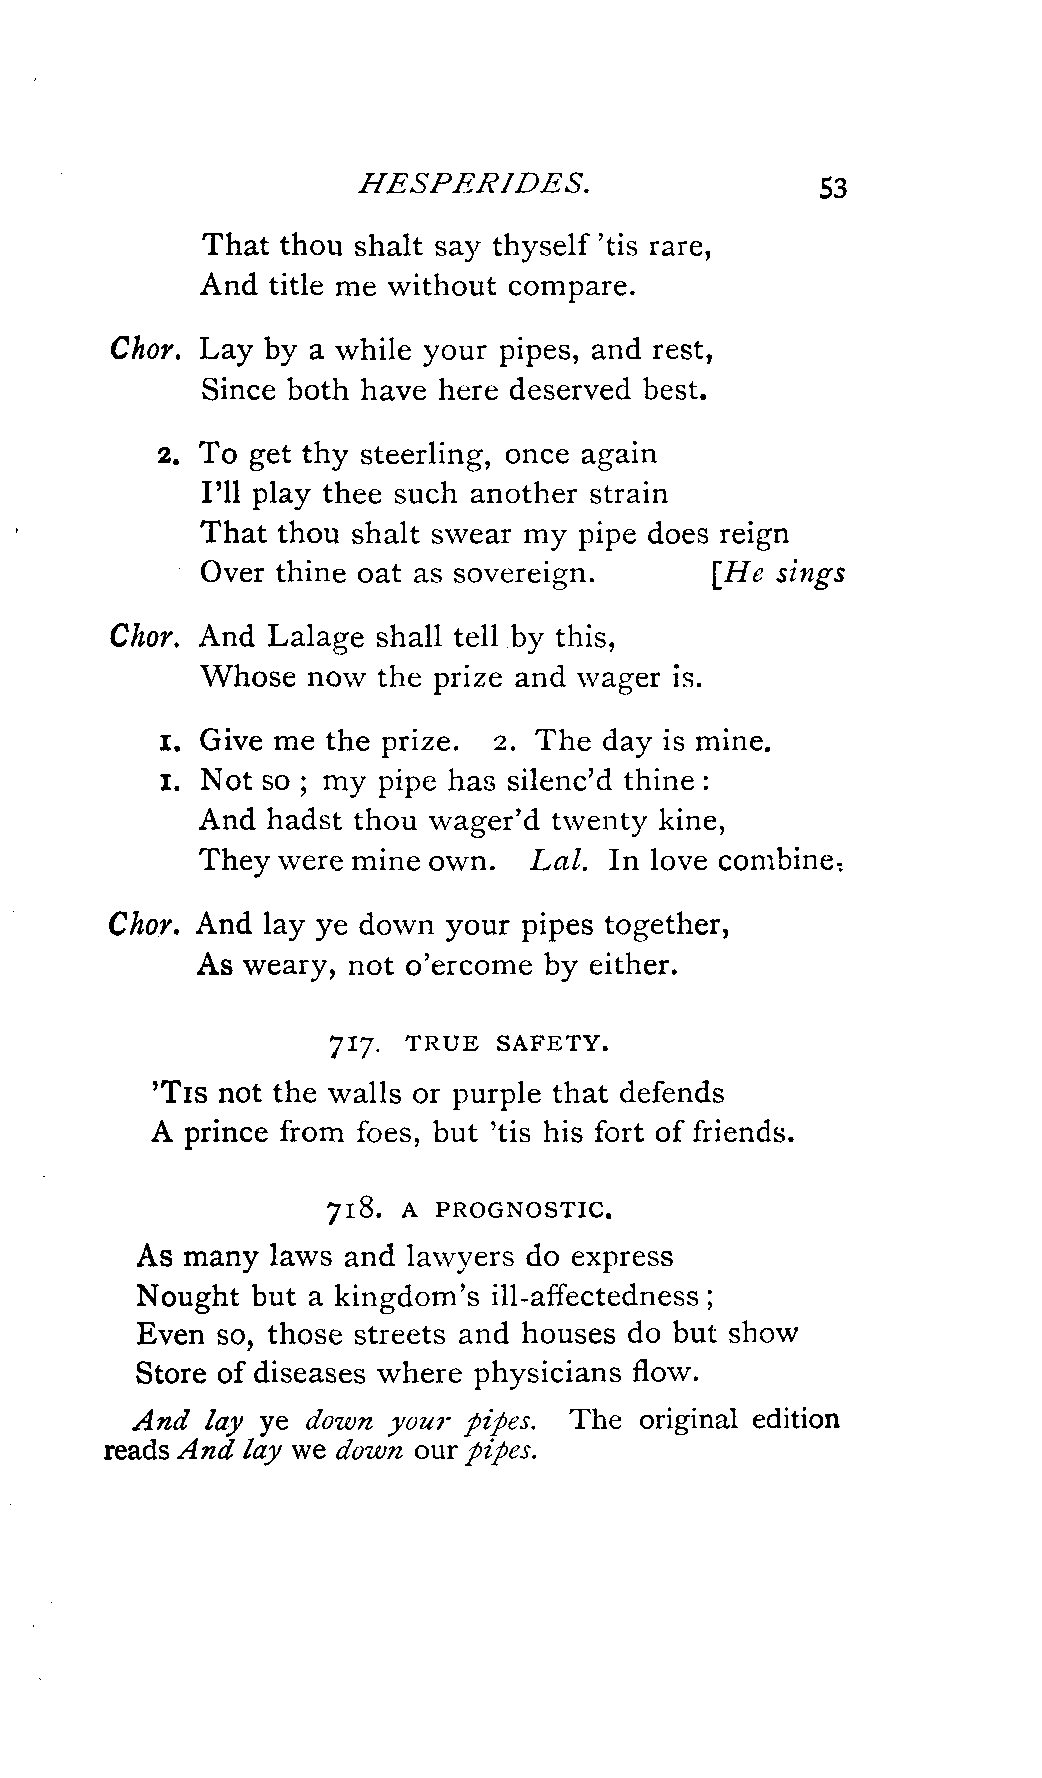 HESPERIDES. 53
That thou shalt say thyself 'tis rare,
And title me without compare.
Chor. Lay by a while your pipes, and rest,
Since both have here deserved best.
2. To get thy steerling, once again
I'll play thee such another strain
That thou shalt swear my pipe does reign
Over thine oat as sovereign. [He sings
Chor. And Lalage shall tell by this,
Whose now the prize and wager is.
1. Give me the prize. 2. The day is mine.
1. Not so ; my pipe has silenc'd thine :
And hadst thou wager'd twenty kine,
They were mine own. Lal. In love combine;
Chor. And lay ye down your pipes together,
As weary, not o'ercome by either.
717. TRUE SAFETY.
'TIS not the walls or purple that defends
A prince from foes, but 'tis his fort of friends.
718. A PROGNOSTIC.
As many laws and lawyers do express
Nought but a kingdom's ill-affectedness ;
Even so, those streets and houses do but show
Store of diseases where physicians flow.
And lay ye down your pipes. The original edition
reads And lay we down our pipes.